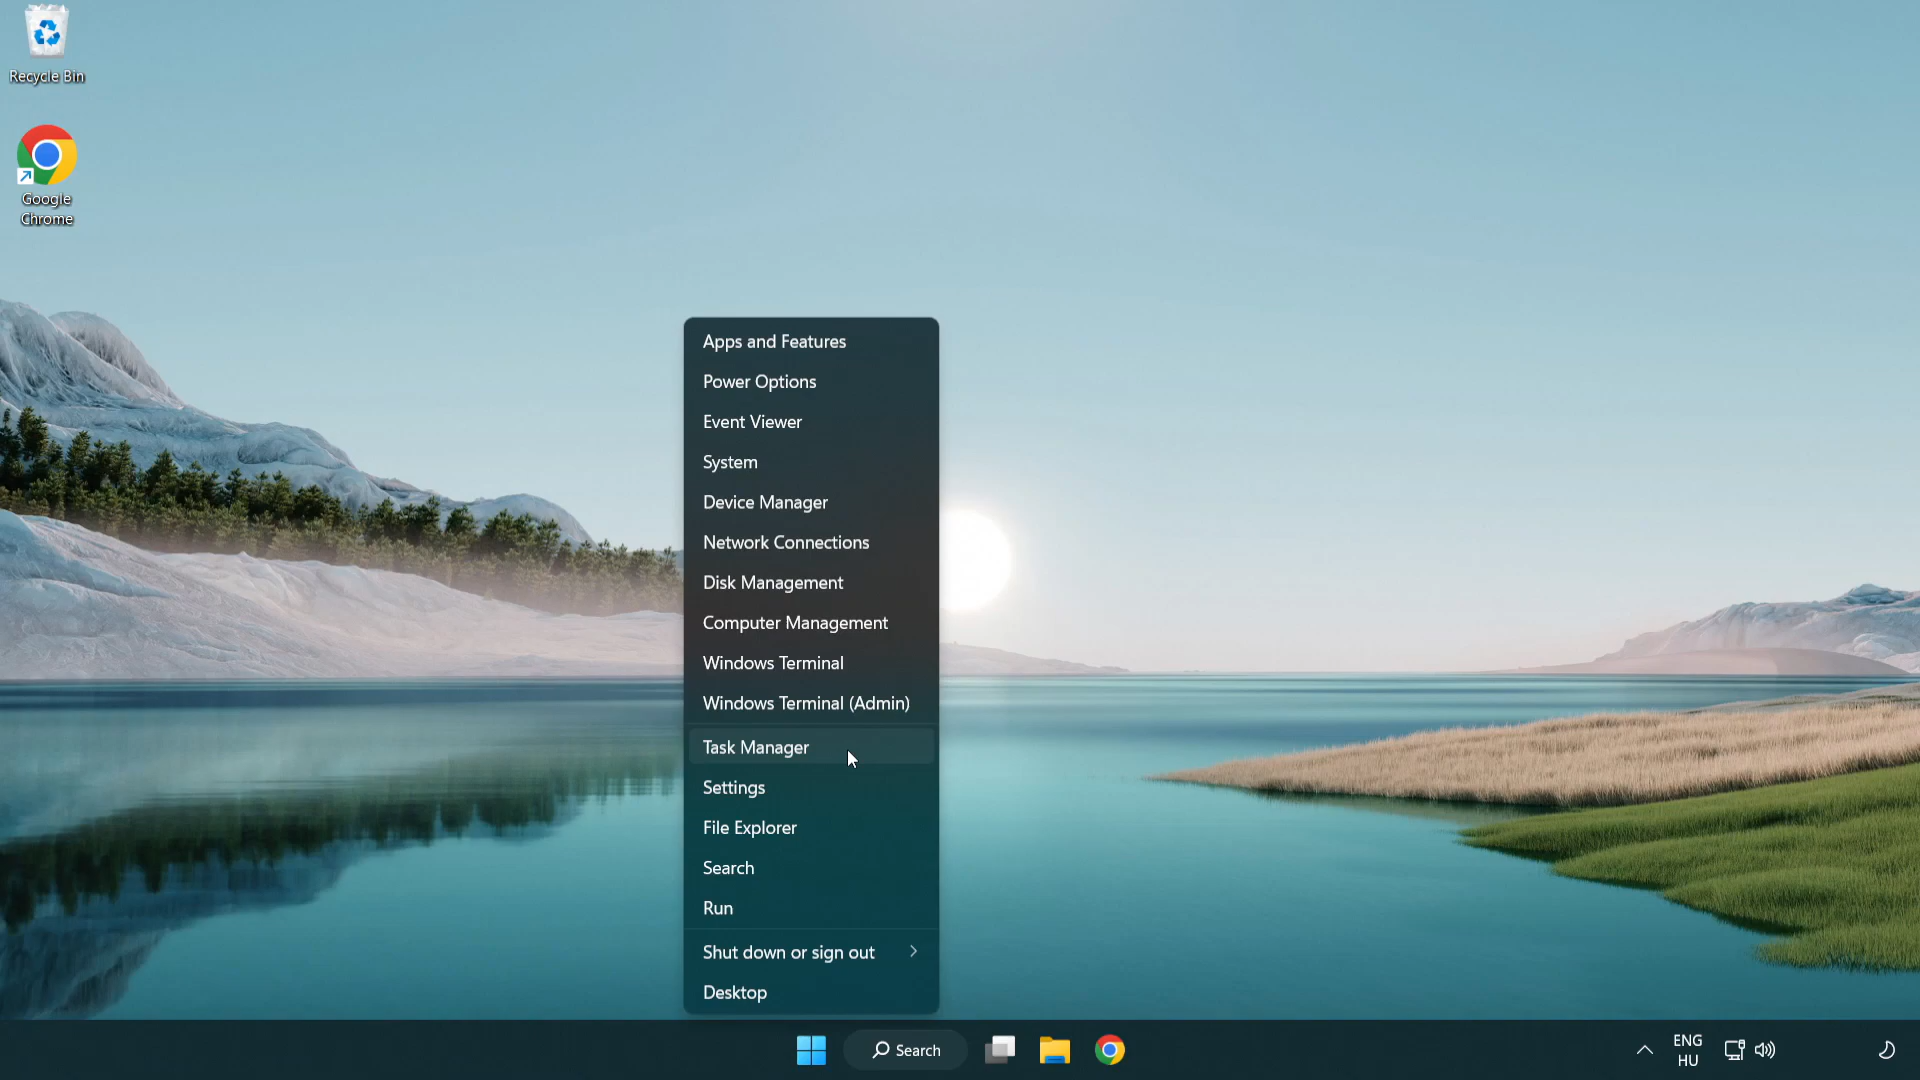 Recycle Bin
Google
Chrome
Apps and Features
Power Options
Event Viewer
System
Device Manager
Network Connections
Disk Management
Computer Management
Windows Terminal
Windows Terminal (Admin)
Task Manager
Settings
File Explorer
Search
Run
Shut down or sign out
Desktop
Search
ENG
HU